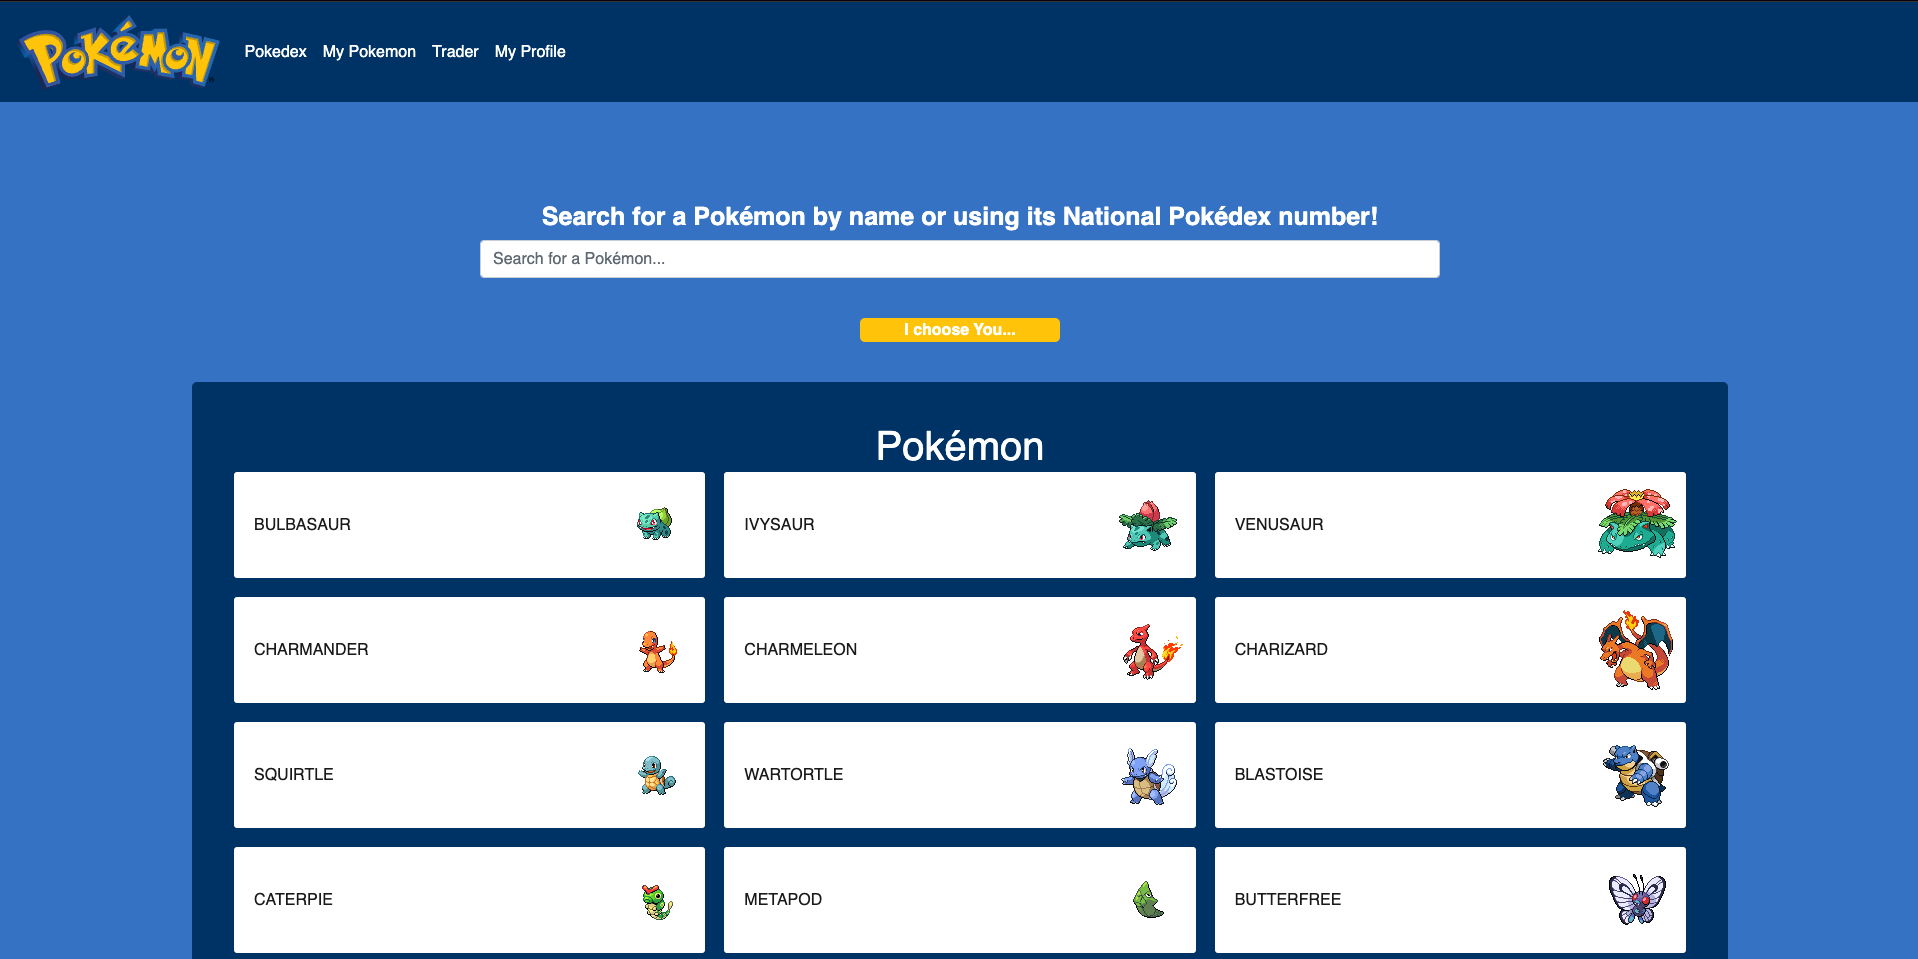 POKéMON
Pokedex My Pokemon Trader My Profile
Search for a Pokémon by name or using its National Pokédex number!
Search for a Pokémon...
I choose You...
Pokémon
BULBASAUR IVYSAUR VENUSAUR
CHARMANDER CHARMELEON CHARIZARD
SQUIRTLE WARTORTLE BLASTOISE
CATERPIE METAPOD BUTTERFREE